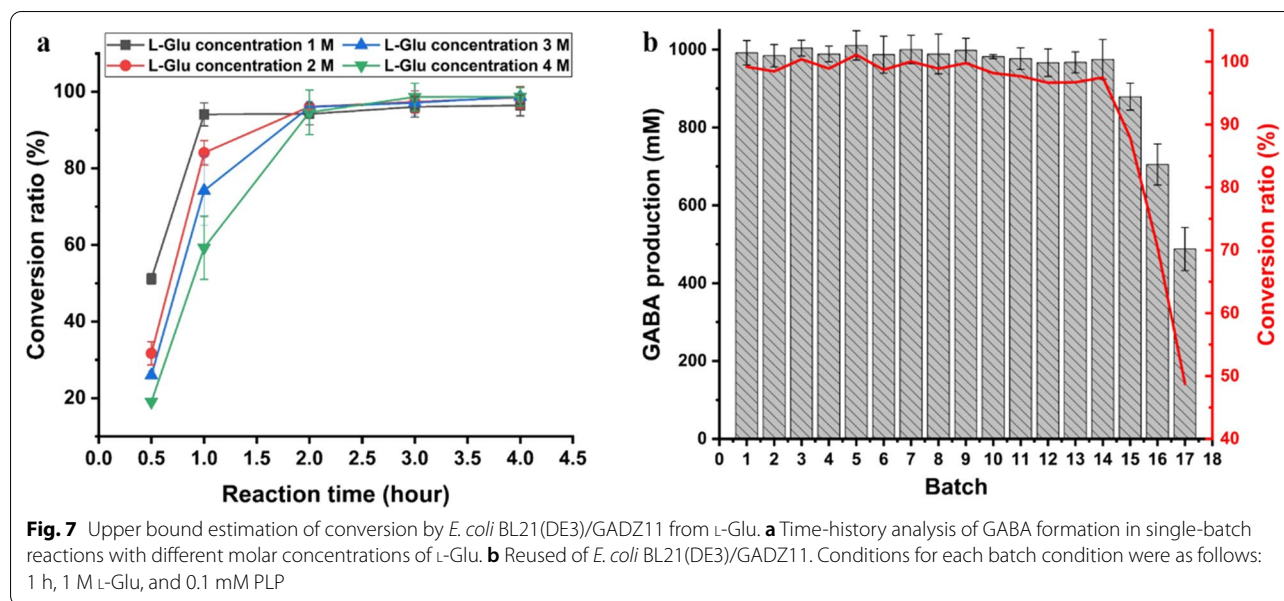 a
L-Glu concentration 1 M
L-Glu concentration 3 M
L-Glu concentration 2 M
L-Glu concentration 4 M
100
80
60
40
20
Conversion ratio (%)
0.0 0.5 1.0 1.5 2.0 2.5 3.0 3.5 4.0 4.5
Reaction time (hour)
b
1000
800
600
400
200
0
GABA production (mM)
100
95
90
85
80
70
60
50
40
Conversion ratio (%)
0 1 2 3 4 5 6 7 8 9 10 11 12 13 14 15 16 17 18
Batch
Fig. 7 Upper bound estimation of conversion by E. coli BL21(DE3)/GADZ11 from L-Glu. a Time-history analysis of GABA formation in single-batch
reactions with different molar concentrations of L-Glu. b Reused of E. coli BL21(DE3)/GADZ11. Conditions for each batch condition were as follows:
1 h, 1 M L-Glu, and 0.1 mM PLP